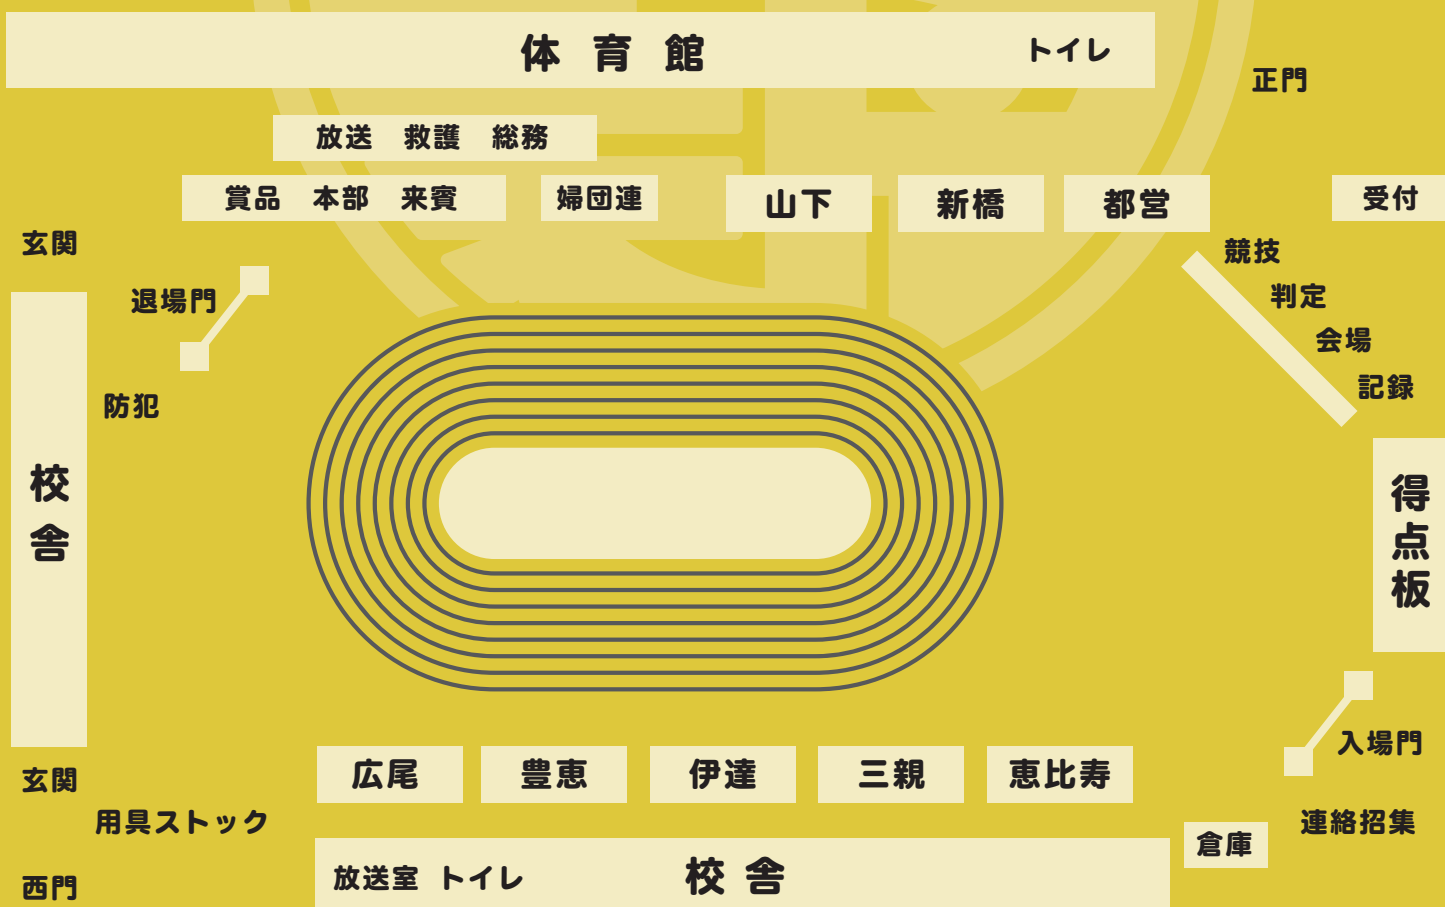 体育館
トイレ
正門
放送　救護　総務
賞品　本部　来賓
婦団連
山下
新橋
都営
受付
玄関
競技
退場門
判定
会場
記録
防犯
校舎
得点板
入場門
広尾
豊恵
伊達
三親
恵比寿
玄関
用具ストック
連絡招集
倉庫
放送室 トイレ
校舎
西門